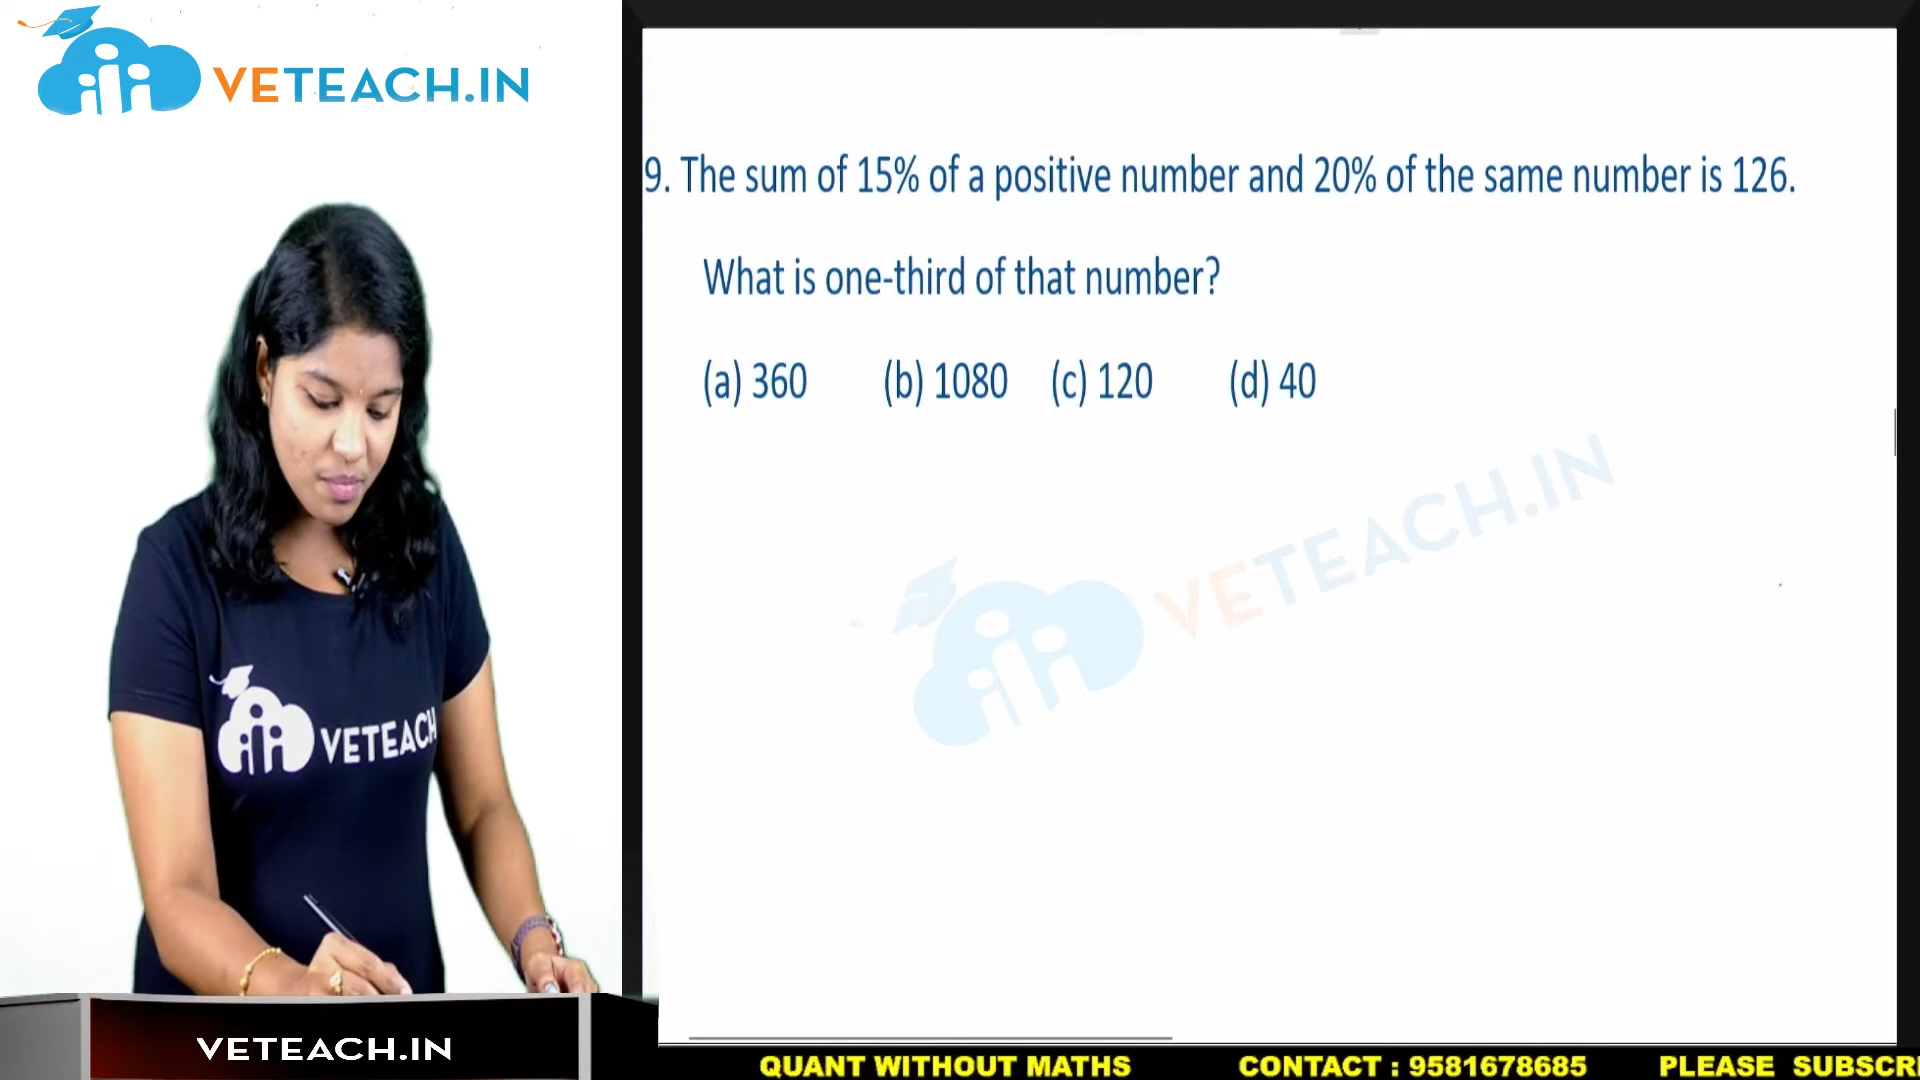 VETEACH.IN
9. The sum of 15% of a positive number and 20% of the same number is 126.
What is one-third of that number?
(a) 360 (b) 1080 (c) 120 (d) 40
VETEACH.IN
VETEACH
VETEACH.IN
QUANT WITHOUT MATHS CONTACT : 9581678685 PLEASE SUBSCRI